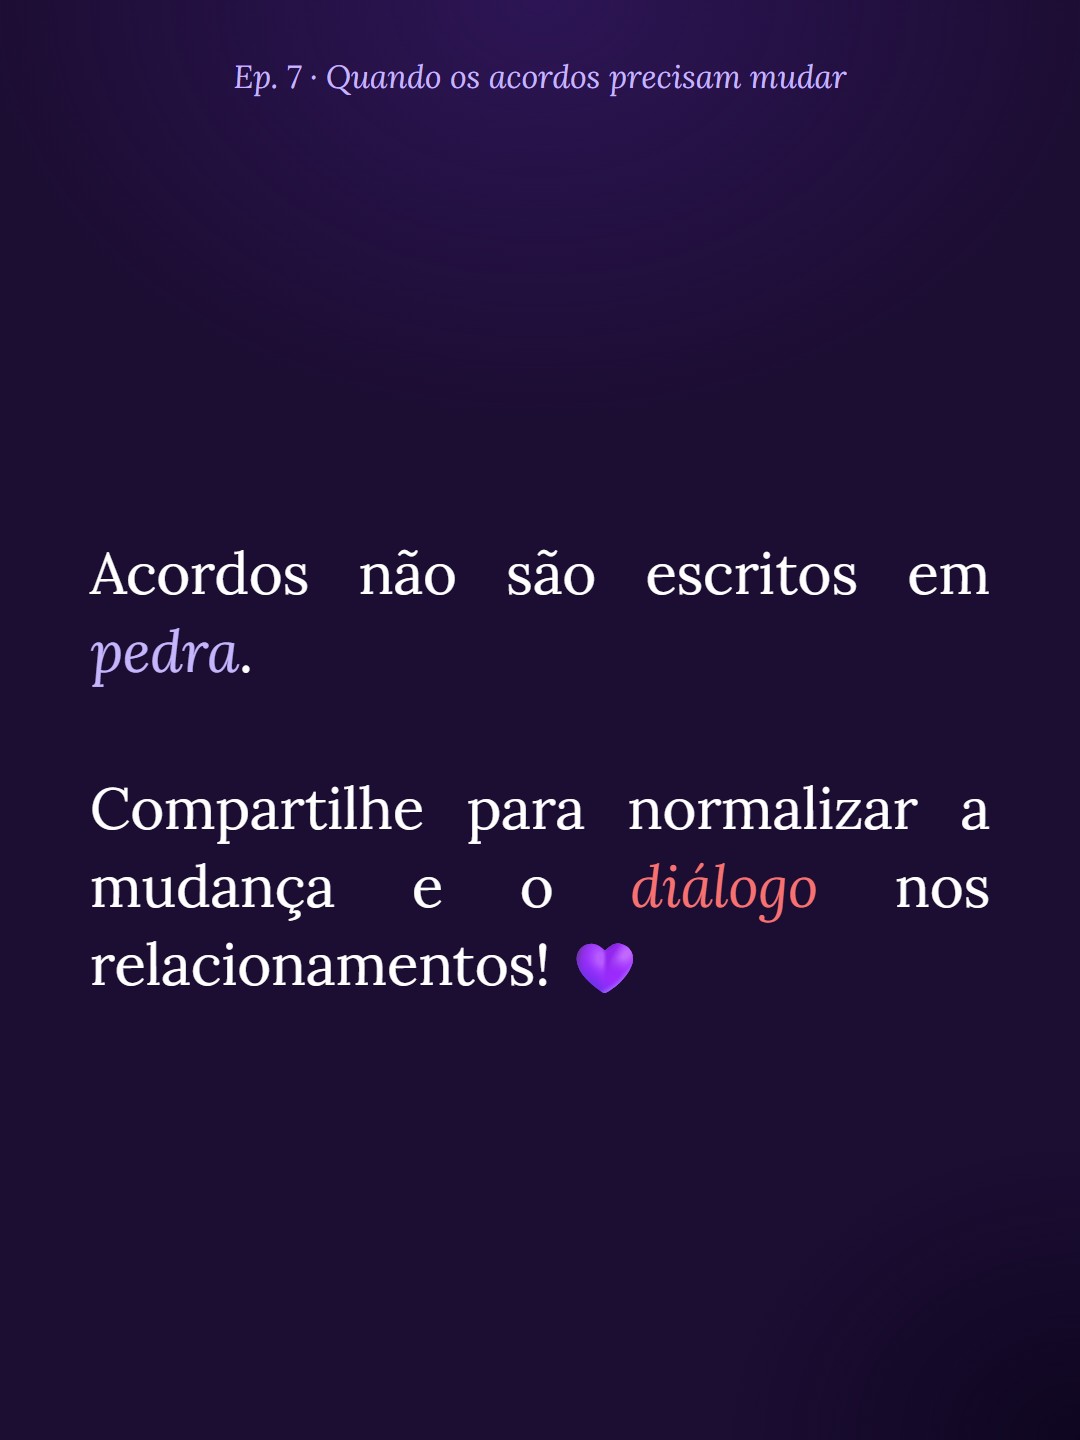 Ep. 7 · Quando os acordos precisam mudar
Acordos não são escritos em
pedra.
Compartilhe para normalizar a
mudança e o diálogo nos
relacionamentos! 💜